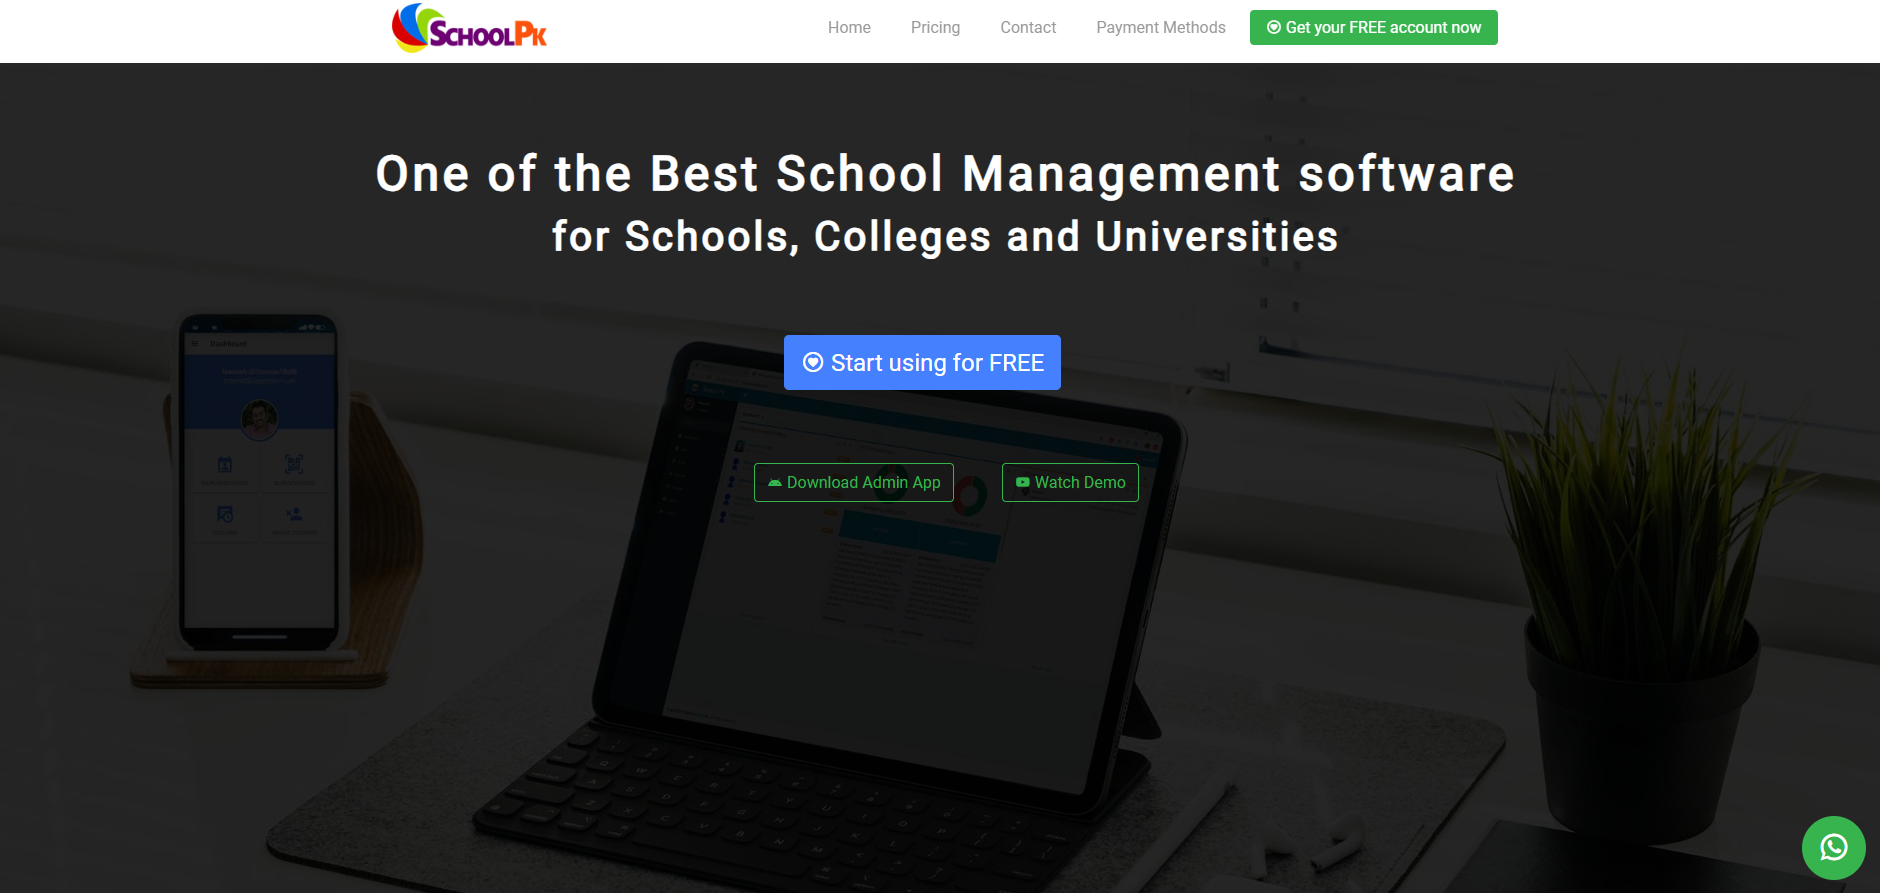 SCHOOLPK
Home Pricing Contact Payment Methods Get your FREE account now
One of the Best School Management software
for Schools, Colleges and Universities
Start using for FREE
Download Admin App Watch Demo
Dashboard